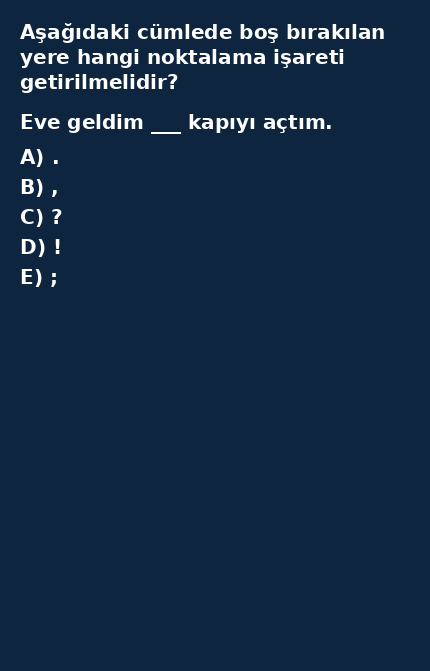 Aşağıdaki cümlede boş bırakılan
yere hangi noktalama işareti
getirilmelidir?
Eve geldim ___ kapıyı açtım.
A) .
B) ,
C) ?
D) !
E) ;